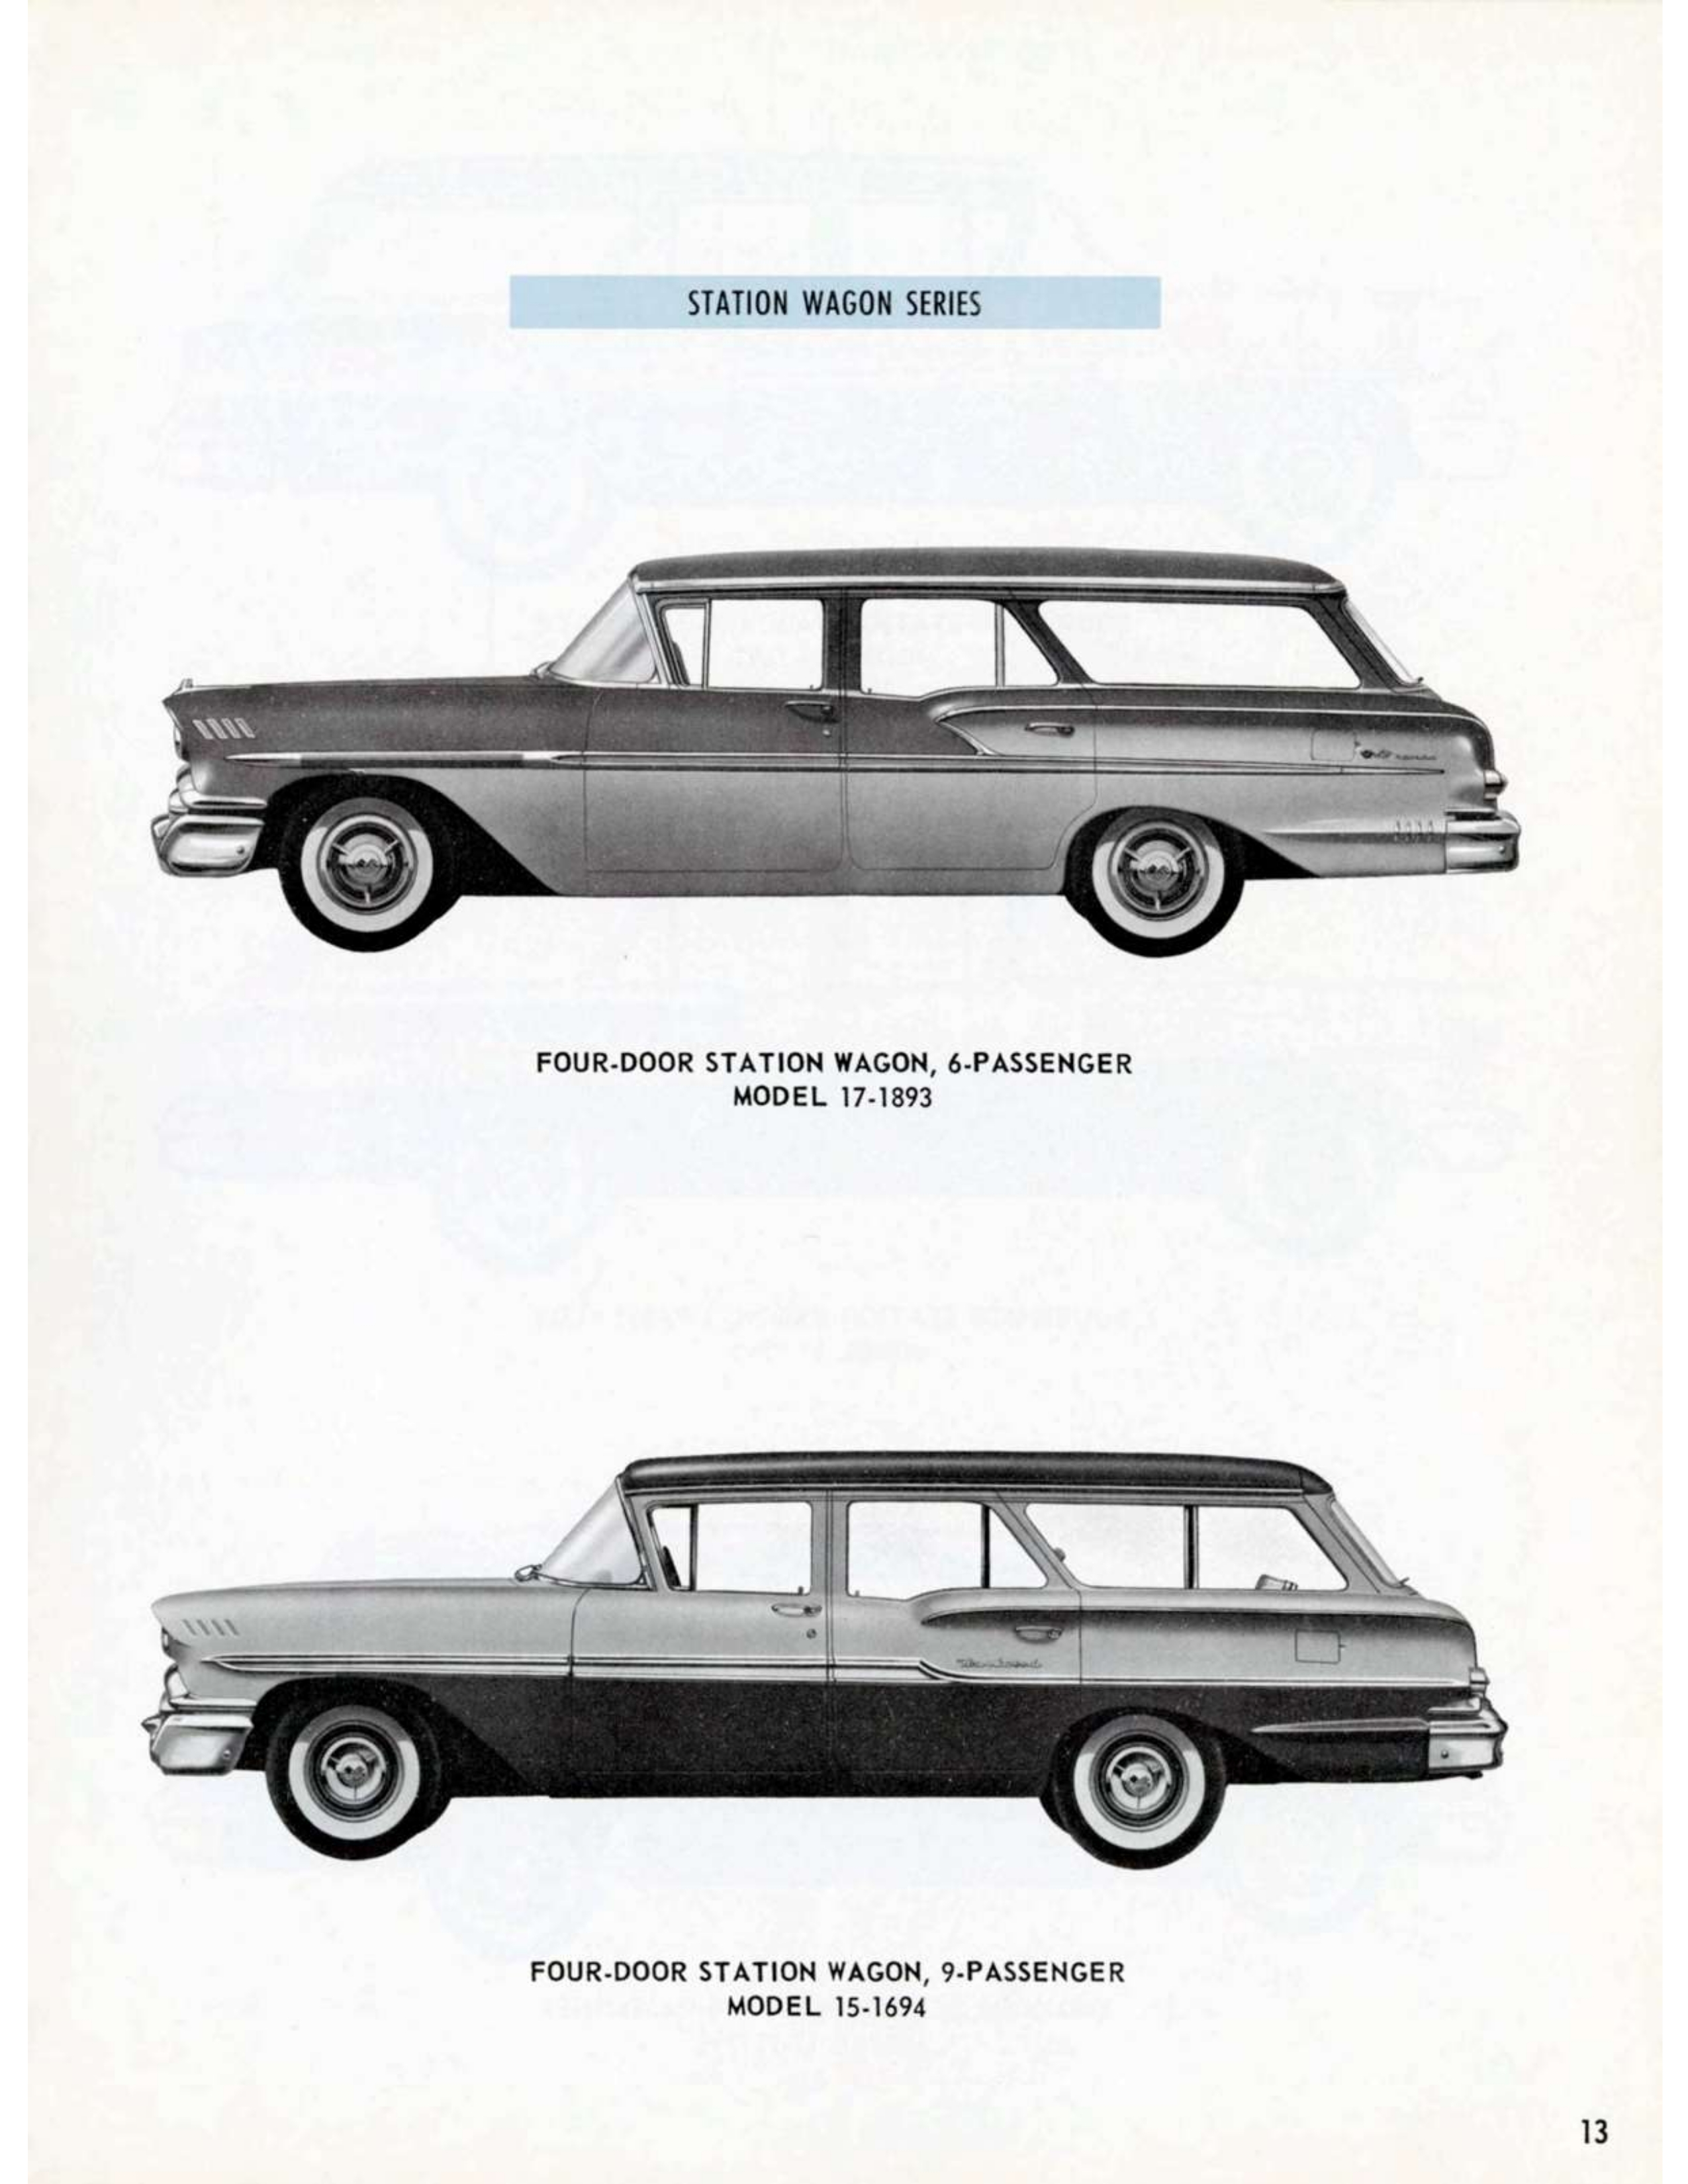 STATION WAGON SERIES
FOUR-DOOR STATION WAGON, 6-PASSENGER
MODEL 17-1893
FOUR-DOOR STATION WAGON, 9-PASSENGER
MODEL 15-1694
13